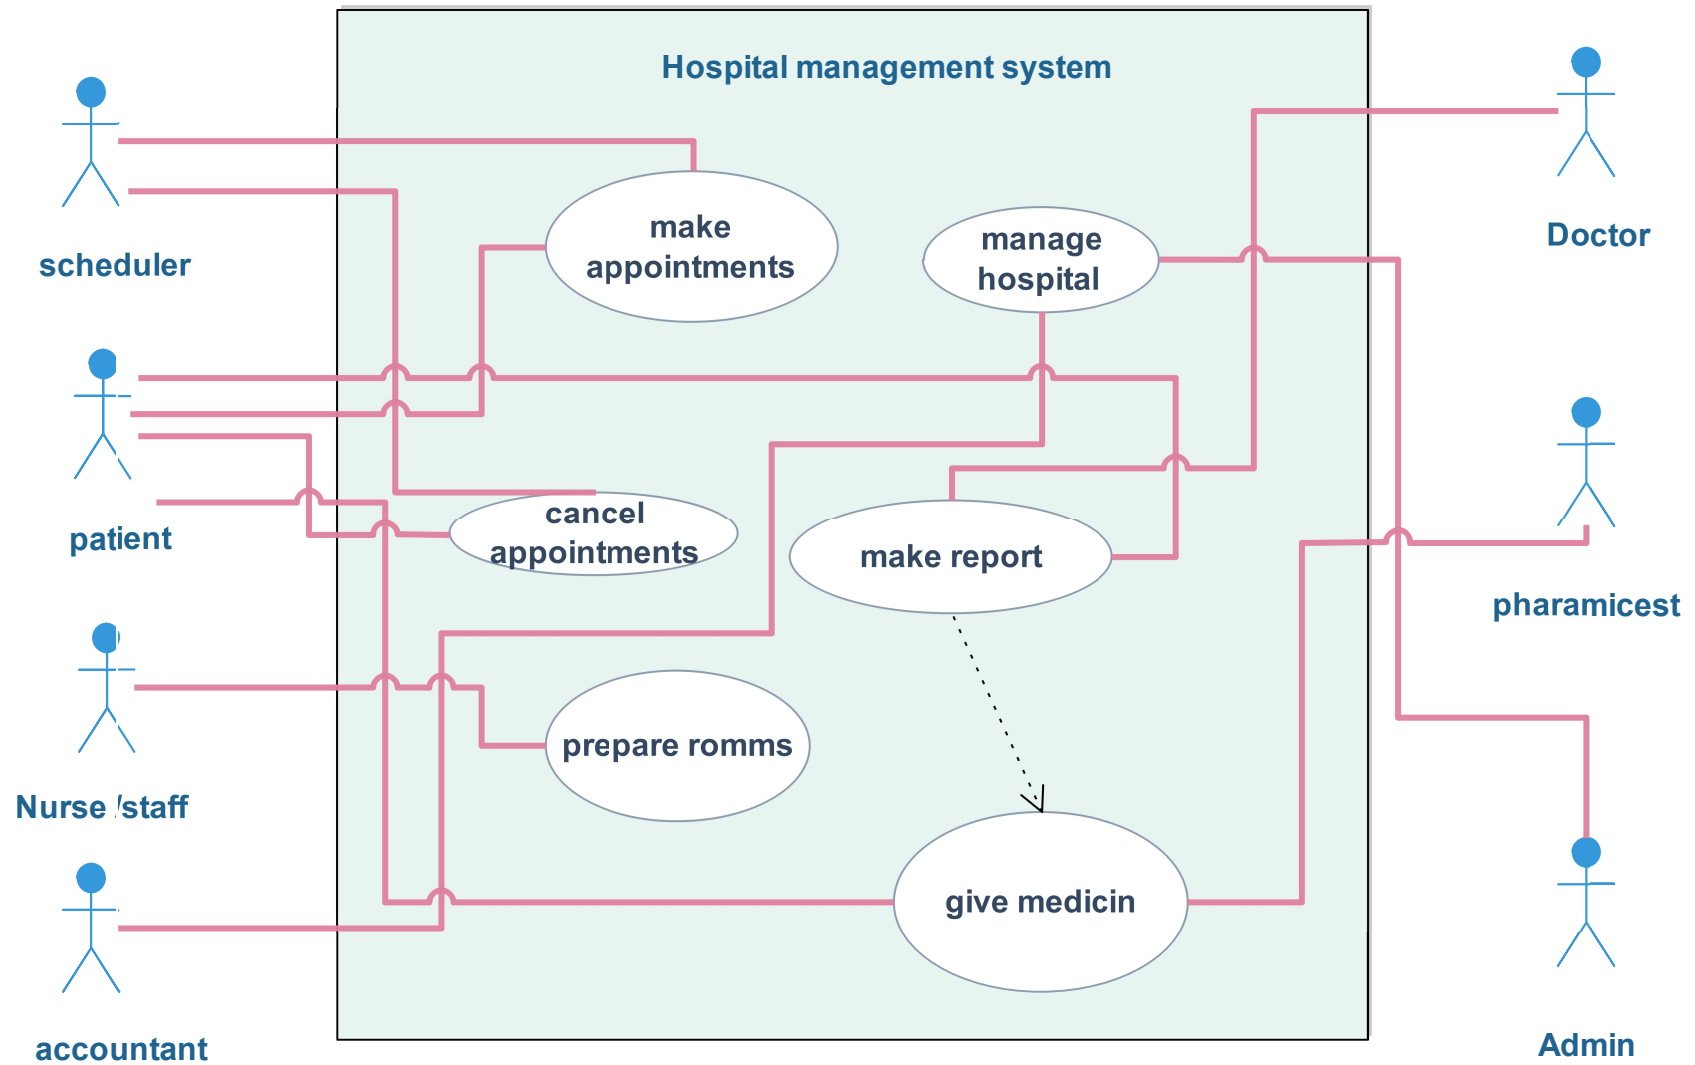 Hospital management system
scheduler
make
appointments
manage
hospital
Doctor
patient
cancel
appointments
make report
pharamicest
Nurse /staff
prepare romms
give medicin
accountant
Admin